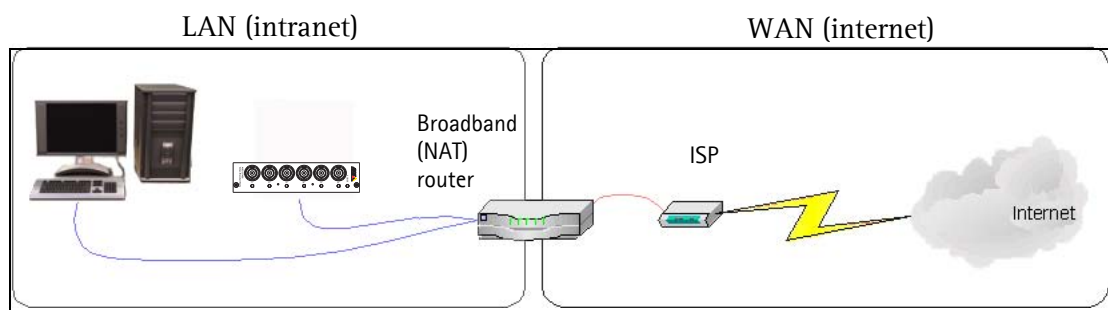 LAN (intranet)
WAN (internet)
Broadband
(NAT)
router
ISP
Internet